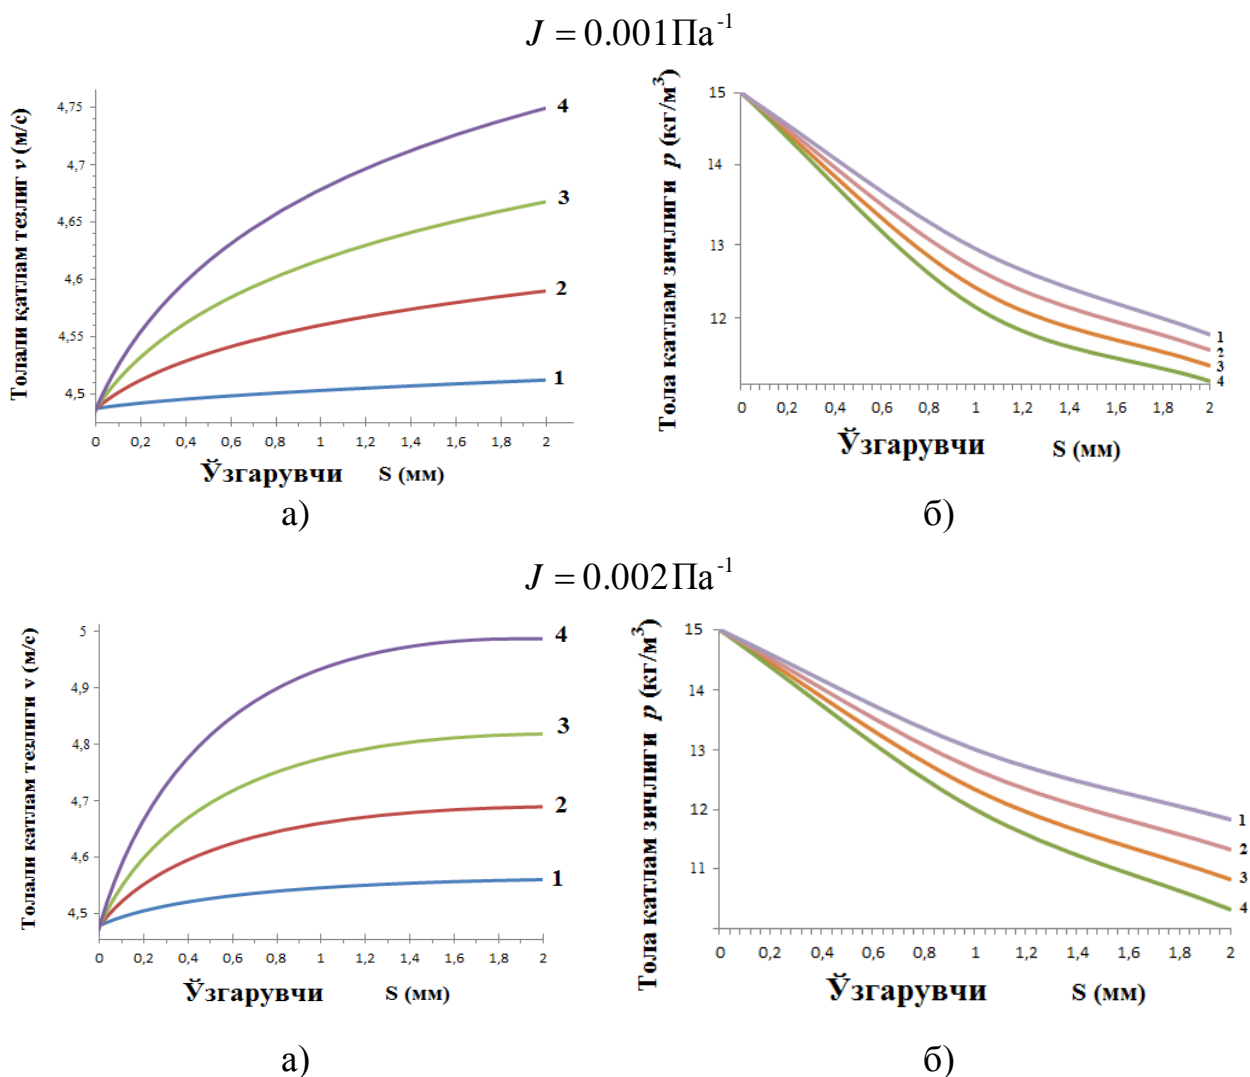 J = 0.001Па⁻¹
Толали қатлам тезлиг v (м/с)
4,75
4,7
4,65
4,6
4,55
4,5
0 0,2 0,4 0,6 0,8 1 1,2 1,4 1,6 1,8 2
4
3
2
1
Ўзгарувчи S (мм)
а)
Тола катлам зичлиги p (кг/м³)
15
14
13
12
0 0,2 0,4 0,6 0,8 1 1,2 1,4 1,6 1,8 2
1
2
3
4
Ўзгарувчи S (мм)
б)
J = 0.002Па⁻¹
Толали катлам тезлиги v (м/с)
5
4,9
4,8
4,7
4,6
4,5
0 0,2 0,4 0,6 0,8 1 1,2 1,4 1,6 1,8 2
4
3
2
1
Ўзгарувчи S (мм)
а)
Тола катлам зичлиги p (кг/м³)
15
14
13
12
11
0 0,2 0,4 0,6 0,8 1 1,2 1,4 1,6 1,8 2
1
2
3
4
Ўзгарувчи S (мм)
б)